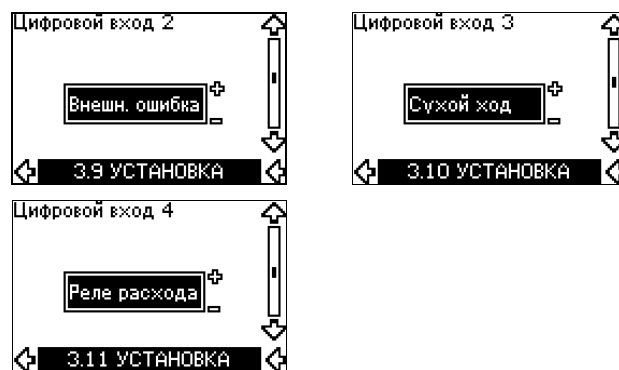 Цифровой вход 2
Внешн. ошибка
3.9 УСТАНОВКА
Цифровой вход 3
Сухой ход
3.10 УСТАНОВКА
Цифровой вход 4
Реле расхода
3.11 УСТАНОВКА